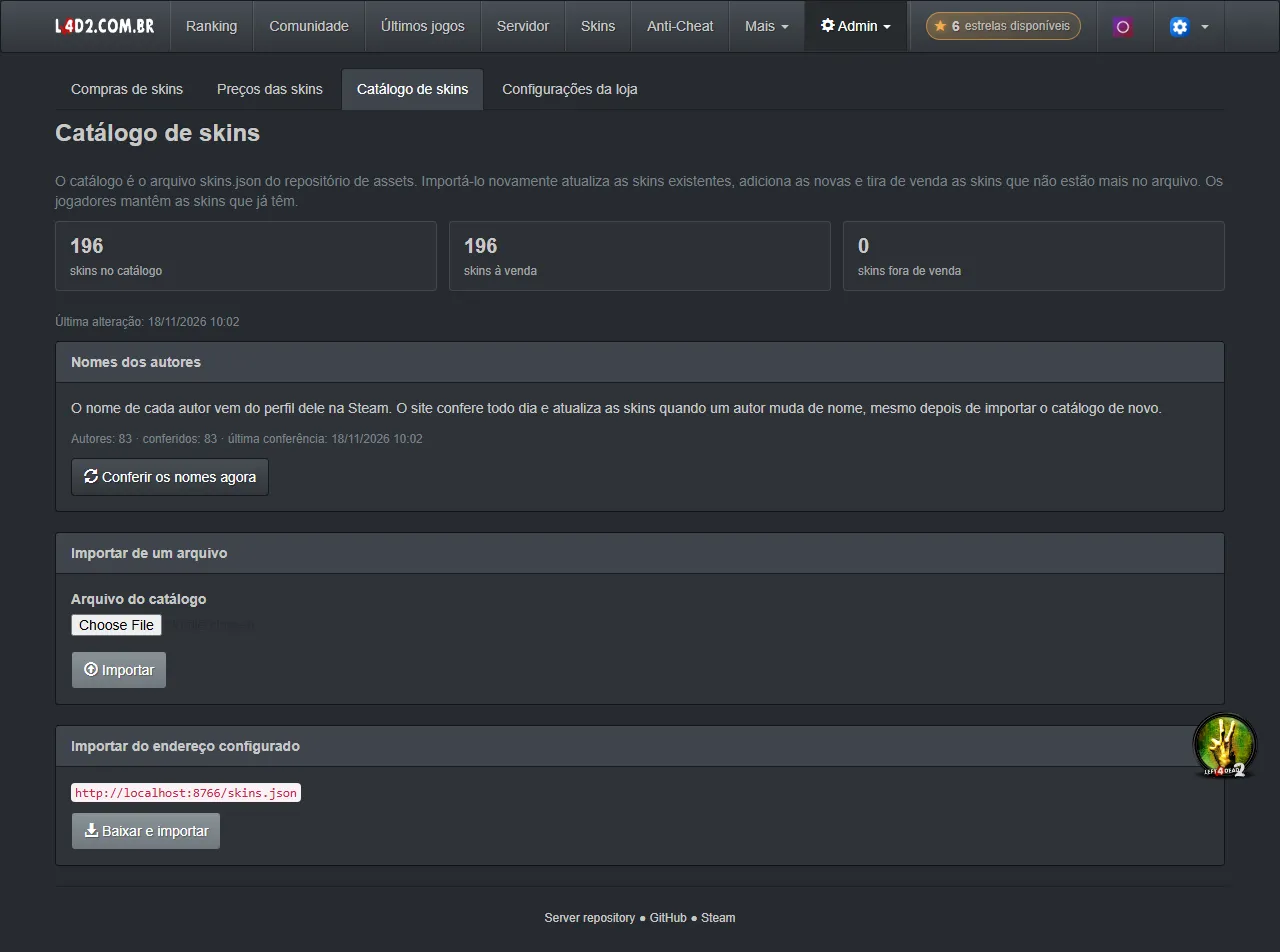 L4D2.COM.BR Ranking Comunidade Últimos jogos Servidor Skins Anti-Cheat Mais Admin 6 estrelas disponíveis
Compras de skins Preços das skins Catálogo de skins Configurações da loja
Catálogo de skins
O catálogo é o arquivo skins.json do repositório de assets. Importá-lo novamente atualiza as skins existentes, adiciona as novas e tira de venda as skins que não estão mais no arquivo. Os
jogadores mantêm as skins que já têm.
196 196 0
skins no catálogo skins à venda skins fora de venda
Última alteração: 18/11/2026 10:02
Nomes dos autores
O nome de cada autor vem do perfil dele na Steam. O site confere todo dia e atualiza as skins quando um autor muda de nome, mesmo depois de importar o catálogo de novo.
Autores: 83 · conferidos: 83 · última conferência: 18/11/2026 10:02
Conferir os nomes agora
Importar de um arquivo
Arquivo do catálogo
Choose File
Importar
Importar do endereço configurado
LEFT 4 DEAD 2
http://localhost:8766/skins.json
Baixar e importar
Server repository ● GitHub ● Steam